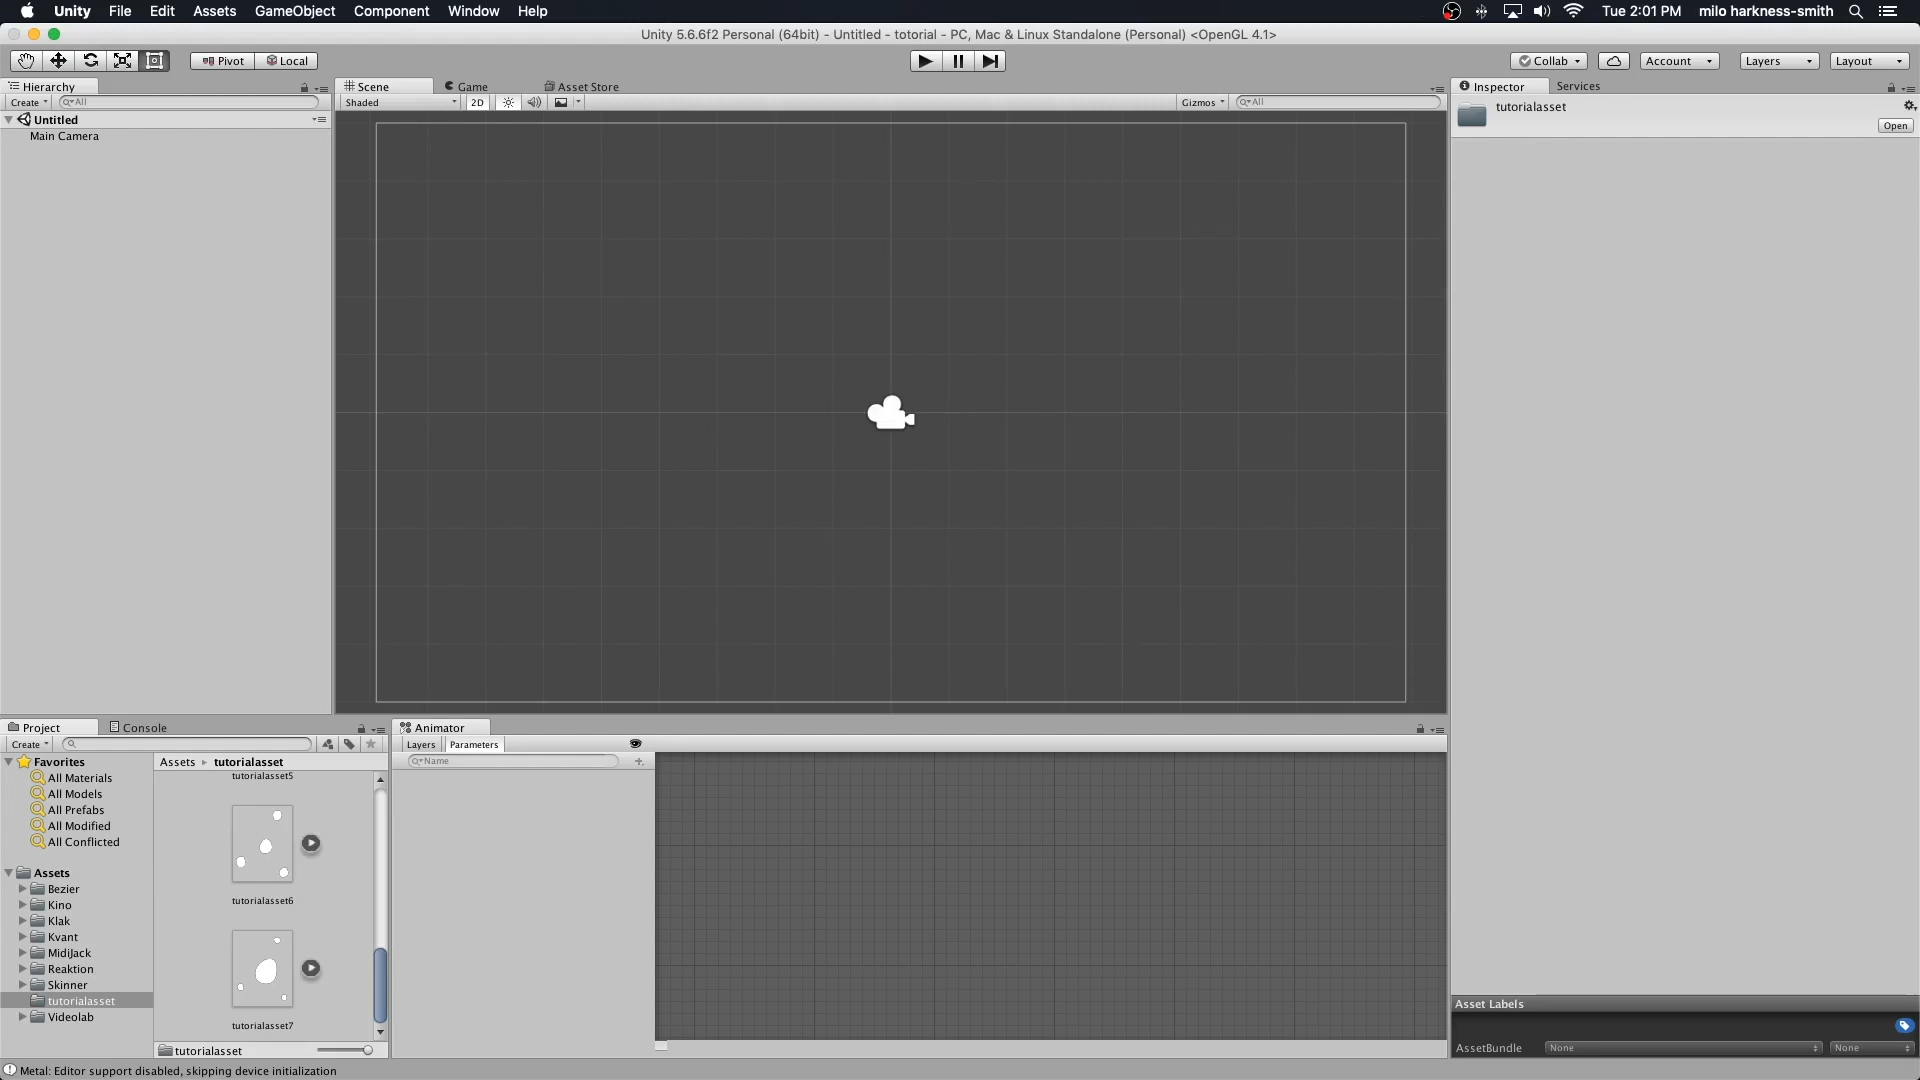 Unity File Edit Assets GameObject Component Window Help Tue 2:01 PM milo harkness-smith
Unity 5.6.6f2 Personal (64bit) - Untitled - totorial - PC, Mac & Linux Standalone (Personal) <OpenGL 4.1>
Pivot Local Collab Account Layers Layout
Hierarchy Scene Game Asset Store Inspector Services
Create All Shaded 2D Gizmos All
tutorialasset
Open
Untitled
Main Camera
Project Console Animator
Create Layers Parameters
Name
Favorites
All Materials
All Models
All Prefabs
All Modified
All Conflicted
Assets
Bezier
Kino
Klak
Kvant
MidiJack
Reaktion
Skinner
tutorialasset
Videolab
Assets tutorialasset
tutorialasset5
tutorialasset6
tutorialasset7
tutorialasset
Asset Labels
AssetBundle None None
Metal: Editor support disabled, skipping device initialization